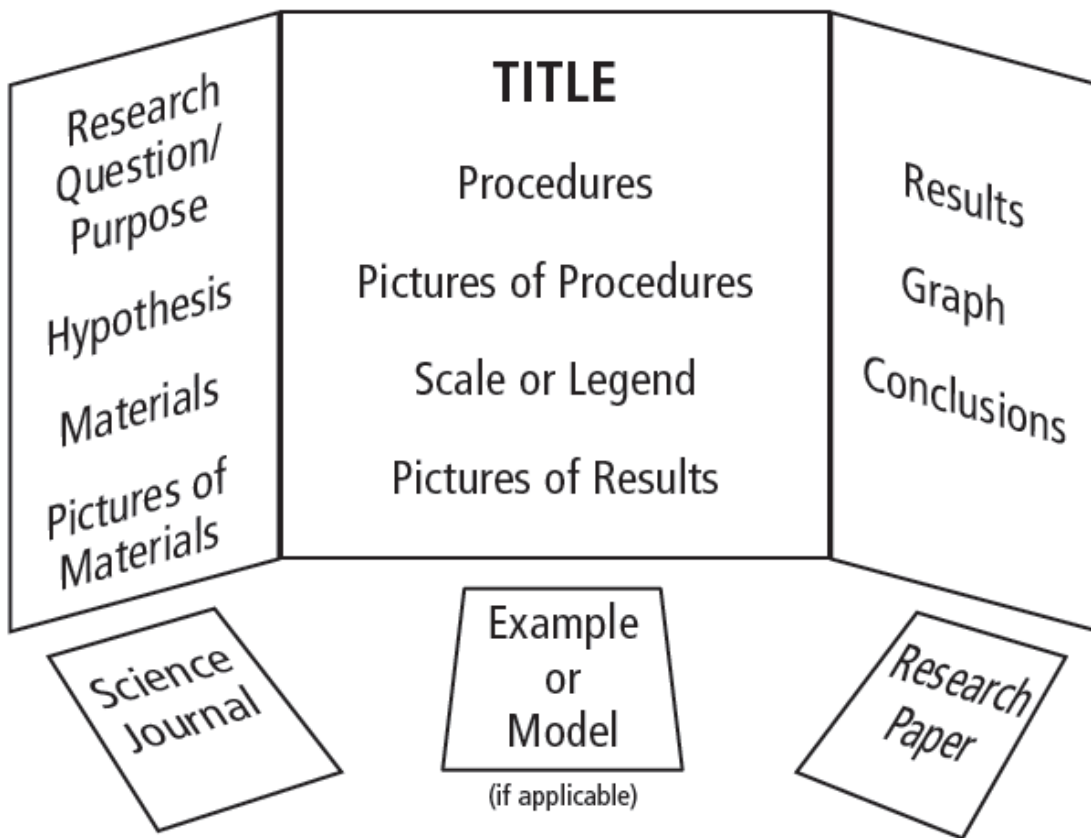 Research
Question/
Purpose
Hypothesis
Materials
Pictures of
Materials
TITLE
Procedures
Pictures of Procedures
Scale or Legend
Pictures of Results
Results
Graph
Conclusions
Science
Journal
Example
or
Model
(if applicable)
Research
Paper